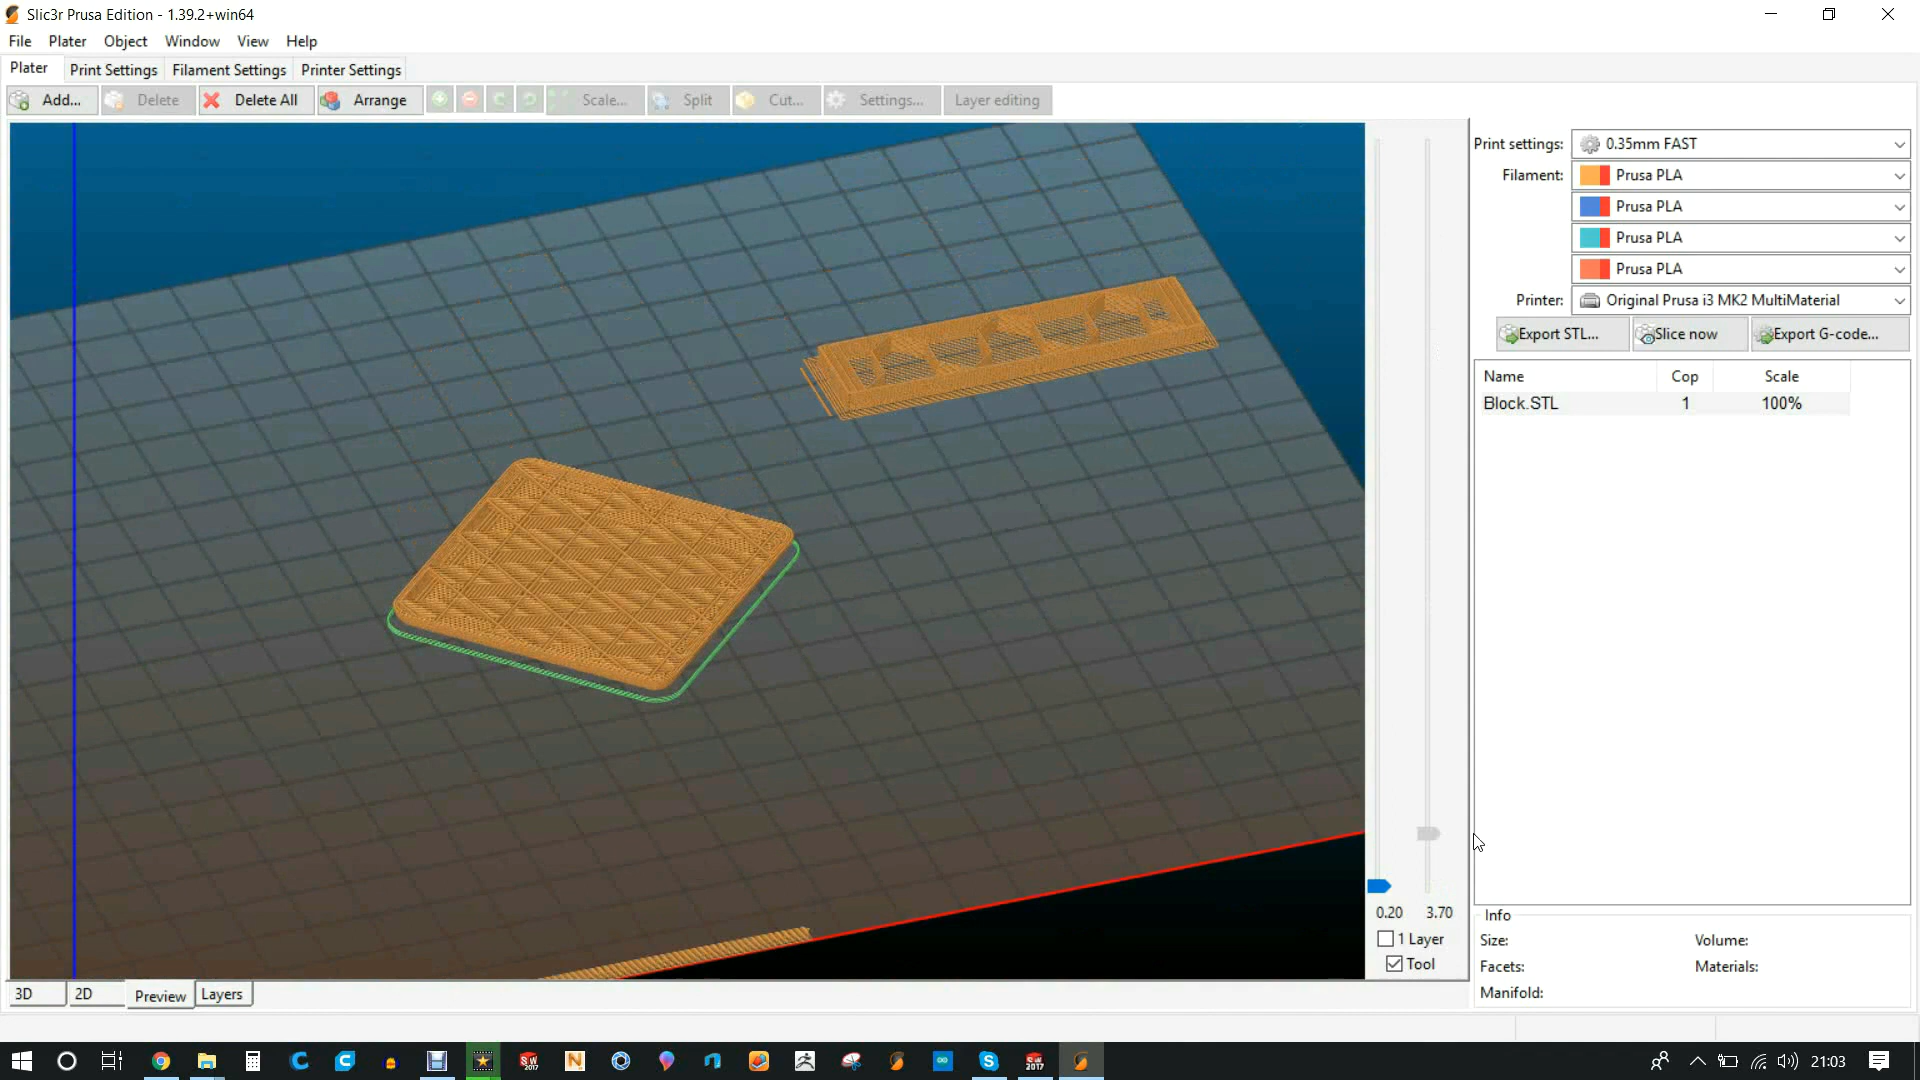 Slic3r Prusa Edition - 1.39.2+win64
File Plater Object Window View Help
Plater Print Settings Filament Settings Printer Settings
Add... Delete Delete All Arrange Scale... Split Cut... Settings... Layer editing
Print settings: 0.35mm FAST
Filament: Prusa PLA
Prusa PLA
Prusa PLA
Prusa PLA
Printer: Original Prusa i3 MK2 MultiMaterial
Export STL... Slice now Export G-code...
Name Cop Scale
Block.STL 1 100%
0.20 3.70
1 Layer
Tool
Info
Size: Volume:
Facets: Materials:
Manifold:
3D 2D Preview Layers
SW 2017 N SW 2017 21:03